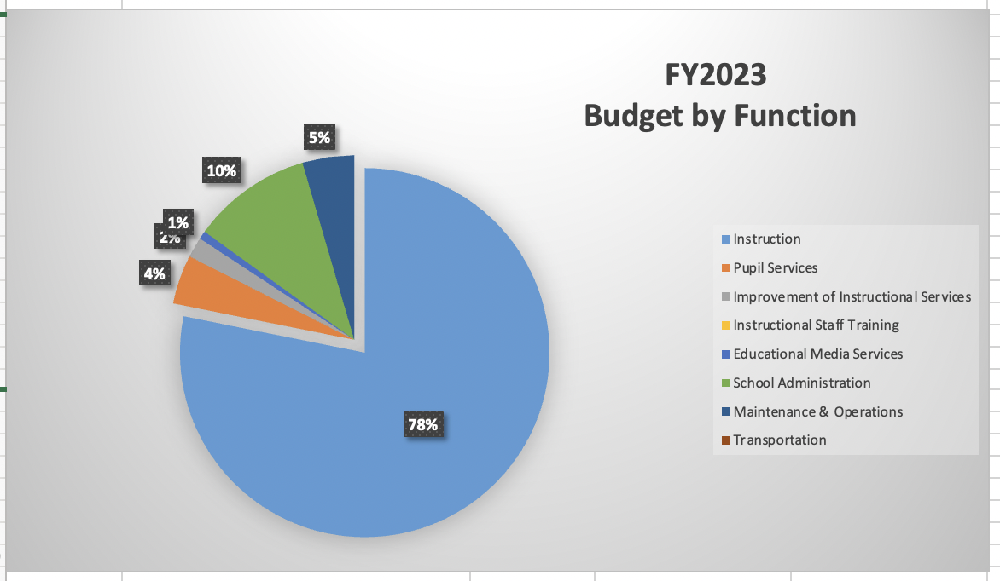 FY2023
Budget by Function
5%
10%
1%
2%
4%
78%
Instruction
Pupil Services
Improvement of Instructional Services
Instructional Staff Training
Educational Media Services
School Administration
Maintenance & Operations
Transportation